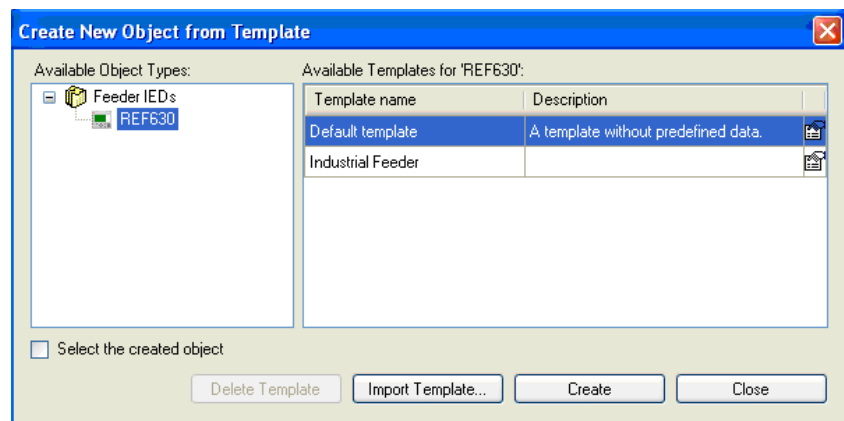 Create New Object from Template
Available Object Types:
Available Templates for 'REF630':
Feeder IEDs
REF630
Template name Description
Default template A template without predefined data.
Industrial Feeder
Select the created object
Delete Template Import Template... Create Close